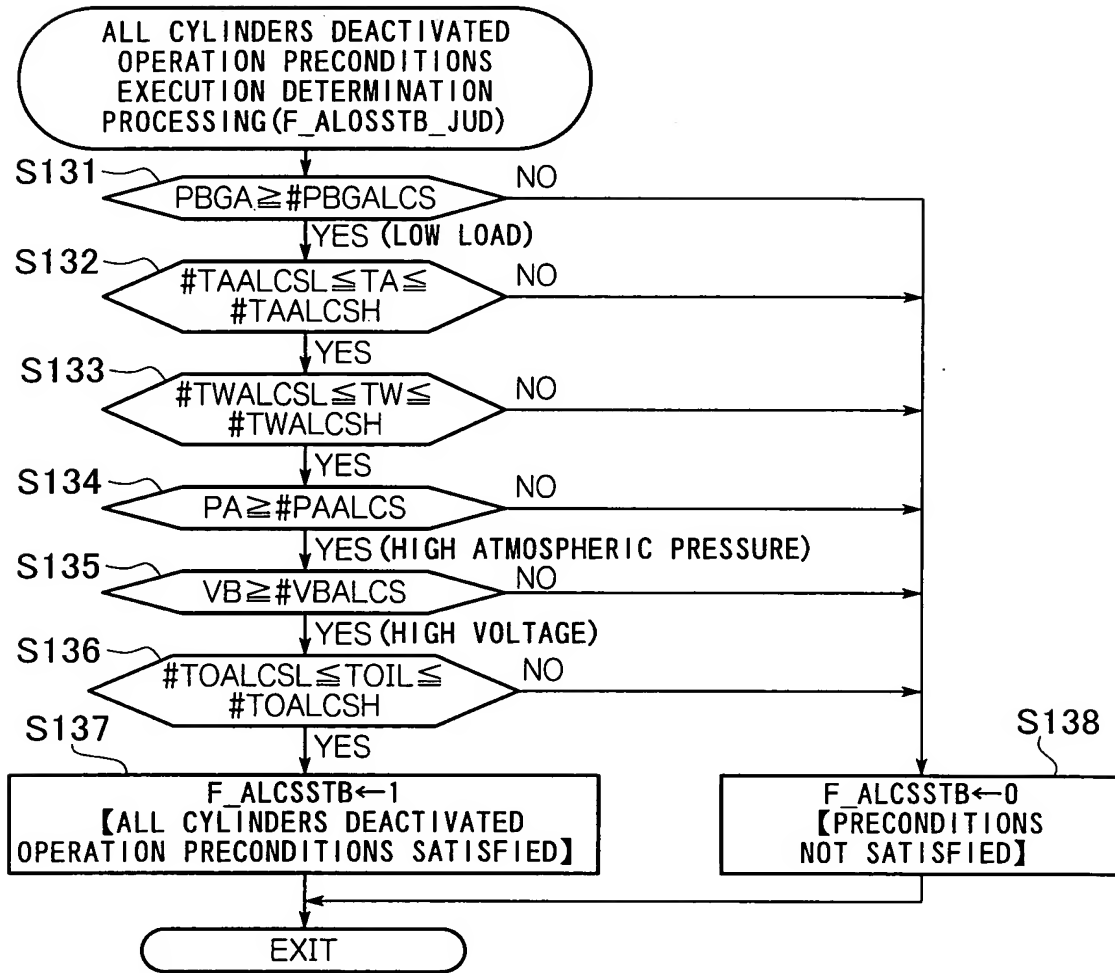 ALL CYLINDERS DEACTIVATED
OPERATION PRECONDITIONS
EXECUTION DETERMINATION
PROCESSING(F_ALOSSTB_JUD)
S131
PBGA≧#PBGALCS
NO
YES (LOW LOAD)
S132
#TAALCSL≦TA≦
#TAALCSH
NO
YES
S133
#TWALCSL≦TW≦
#TWALCSH
NO
YES
S134
PA≧#PAALCS
NO
YES (HIGH ATMOSPHERIC PRESSURE)
S135
VB≧#VBALCS
NO
YES (HIGH VOLTAGE)
S136
#TOALCSL≦TOIL≦
#TOALCSH
NO
YES
S137
F_ALCSSTB←1
【ALL CYLINDERS DEACTIVATED
OPERATION PRECONDITIONS SATISFIED】
S138
F_ALCSSTB←0
【PRECONDITIONS
NOT SATISFIED】
EXIT